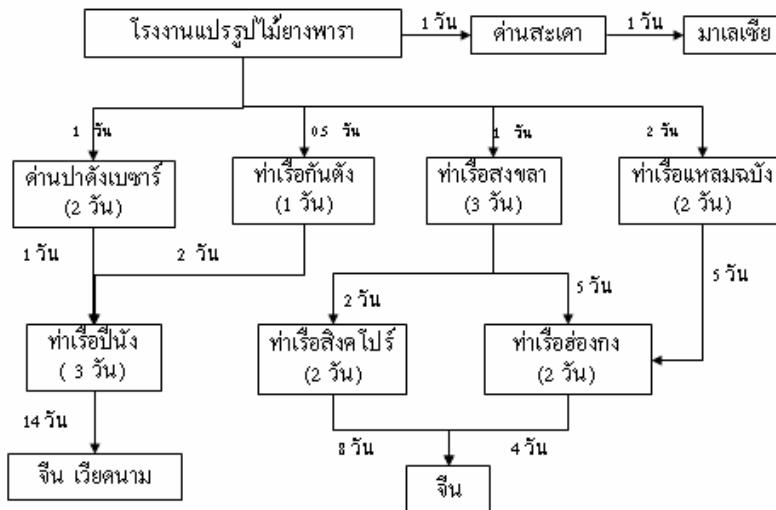 โรงงานแปรรูปไม้ยางพารา
1 วัน
ด่านสะเดา
1 วัน
มาเลเซีย
1 วัน
0.5 วัน
1 วัน
2 วัน
ด่านปาดังเบซาร์
(2 วัน)
ท่าเรือกันตัง
(1 วัน)
ท่าเรือสงขลา
(3 วัน)
ท่าเรือแหลมฉบัง
(2 วัน)
1 วัน
2 วัน
2 วัน
5 วัน
5 วัน
ท่าเรือปีนัง
( 3 วัน)
ท่าเรือสิงคโปร์
(2 วัน)
ท่าเรือฮ่องกง
(2 วัน)
14 วัน
8 วัน
4 วัน
จีน เวียดนาม
จีน